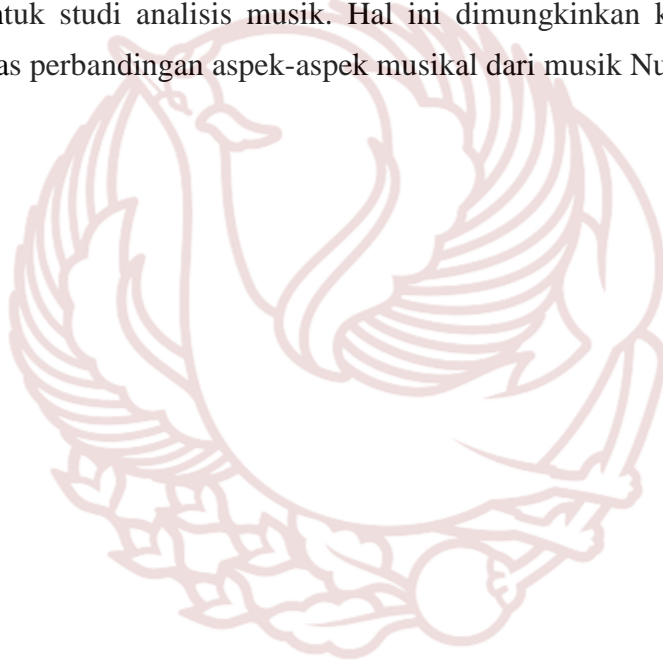 ntuk studi analisis musik. Hal ini dimungkinkan k
as perbandingan aspek-aspek musikal dari musik Nu